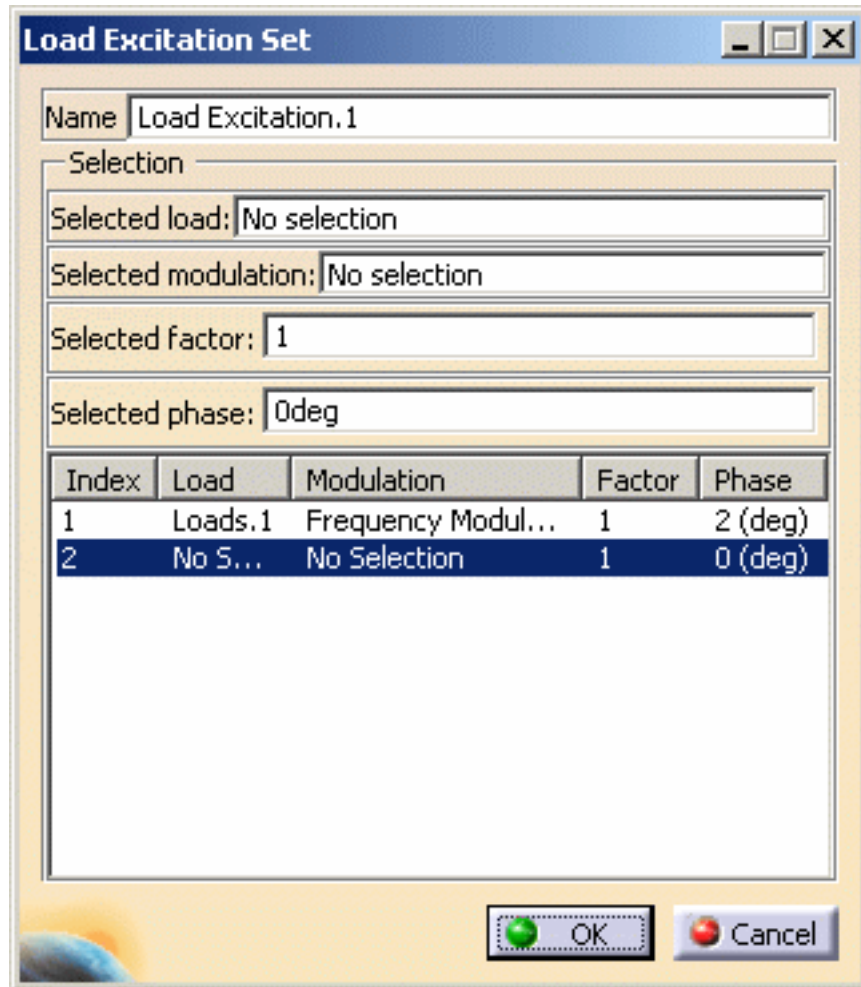 Load Excitation Set
Name Load Excitation.1
Selection
Selected load: No selection
Selected modulation: No selection
Selected factor: 1
Selected phase: 0deg
Index Load Modulation Factor Phase
1 Loads.1 Frequency Modul... 1 2 (deg)
2 No S... No Selection 1 0 (deg)
OK Cancel